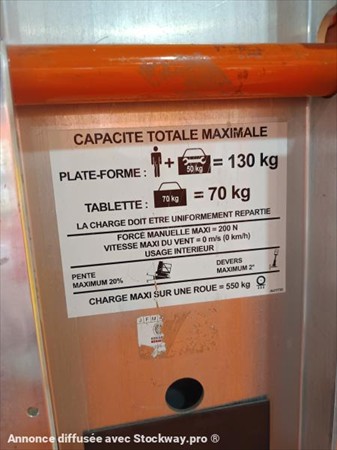 CAPACITE TOTALE MAXIMALE
PLATE-FORME : + 50 kg = 130 kg
TABLETTE : 70 kg = 70 kg
LA CHARGE DOIT ETRE UNIFORMEMENT REPARTIE
FORCE MANUELLE MAXI = 200 N
VITESSE MAXI DU VENT = 0 m/s (0 km/h)
USAGE INTERIEUR
PENTE
MAXIMUM 20%
DEVERS
MAXIMUM 2°
CHARGE MAXI SUR UNE ROUE = 550 kg
Annonce diffusée avec Stockway.pro ®